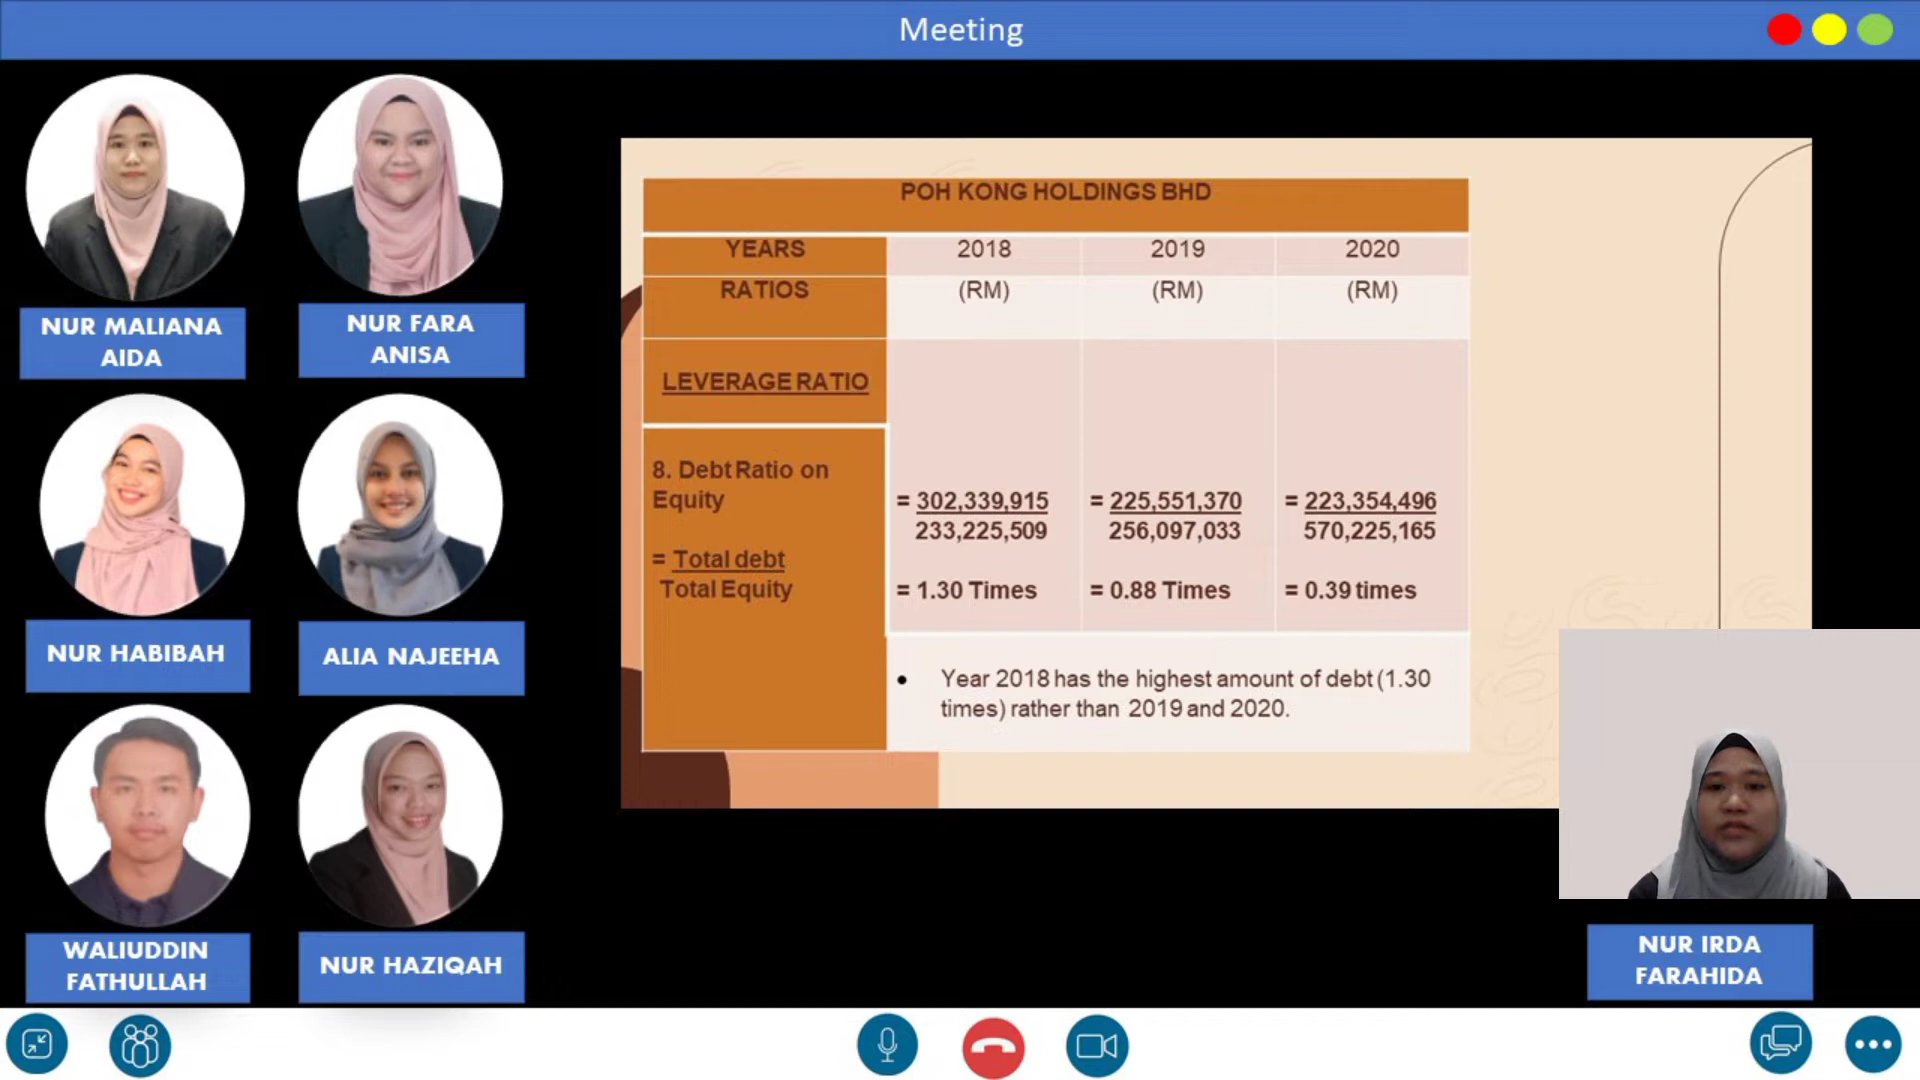 Meeting
NUR MALIANA
AIDA
NUR FARA
ANISA
NUR HABIBAH
ALIA NAJEEHA
WALIUDDIN
FATHULLAH
NUR HAZIQAH
POH KONG HOLDINGS BHD
YEARS 2018 2019 2020
RATIOS (RM) (RM) (RM)
LEVERAGE RATIO
8. Debt Ratio on
Equity
= Total debt
Total Equity
= 302,339,915 = 225,551,370 = 223,354,496
233,225,509 256,097,033 570,225,165
= 1.30 Times = 0.88 Times = 0.39 times
• Year 2018 has the highest amount of debt (1.30
times) rather than 2019 and 2020.
NUR IRDA
FARAHIDA